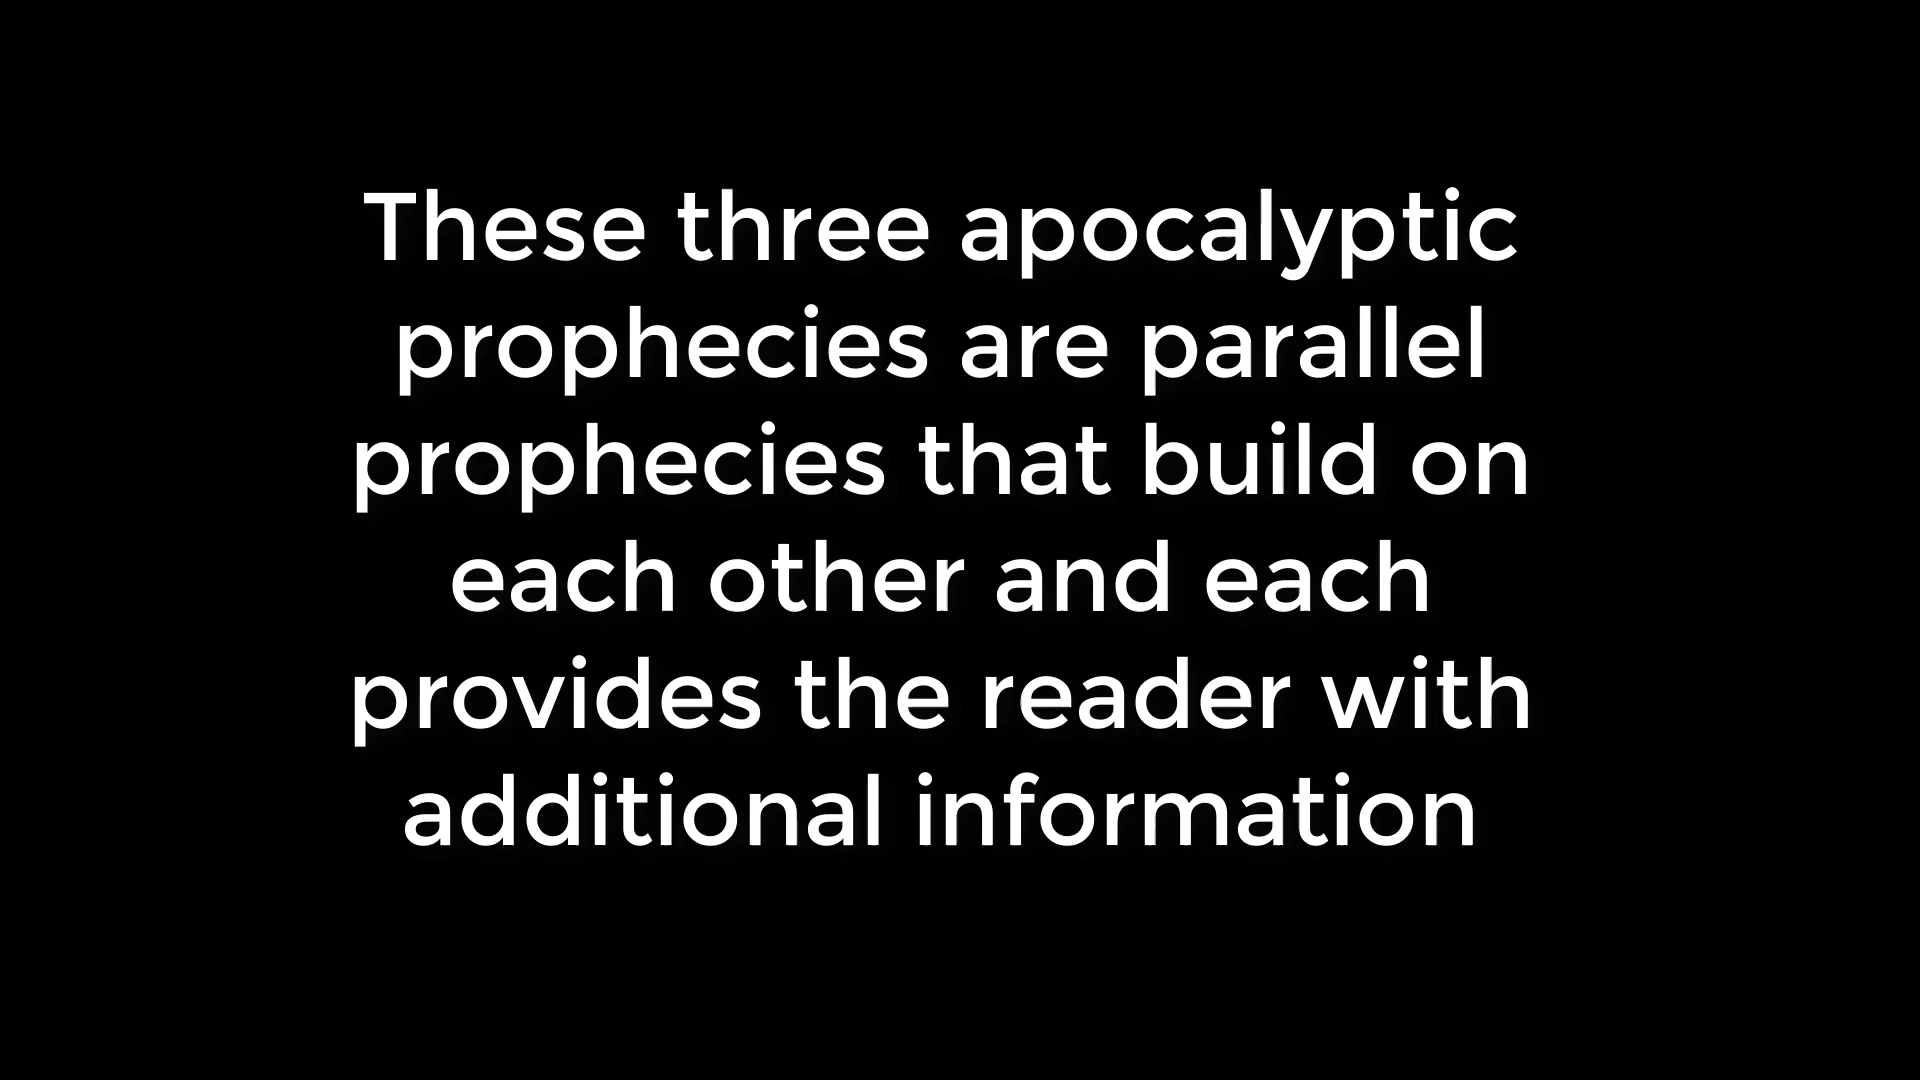 These three apocalyptic
prophecies are parallel
prophecies that build on
each other and each
provides the reader with
additional information